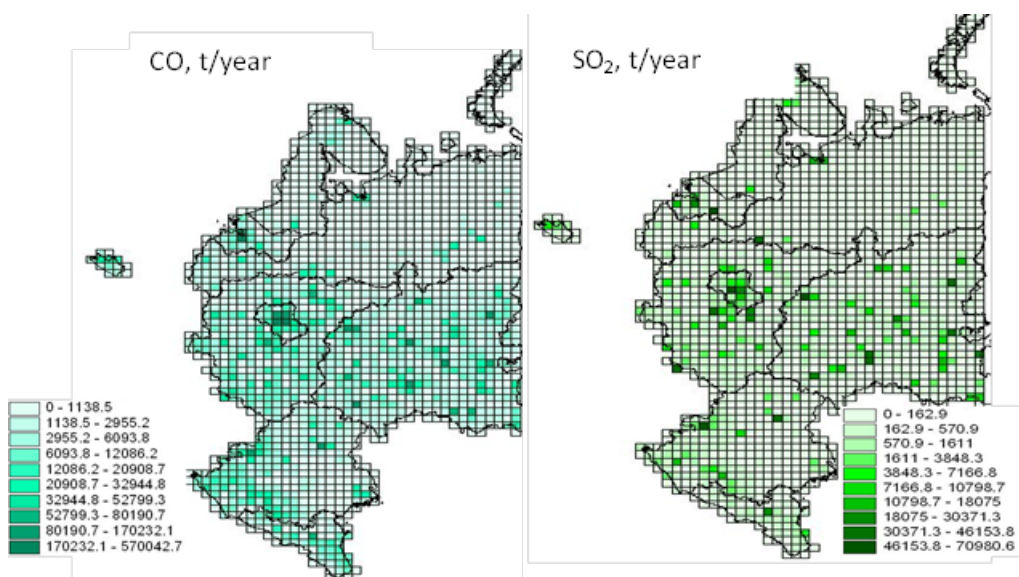 CO, t/year
0 - 1138.5
1138.5 - 2955.2
2955.2 - 6093.8
6093.8 - 12086.2
12086.2 - 20908.7
20908.7 - 32944.8
32944.8 - 52799.3
52799.3 - 80190.7
80190.7 - 170232.1
170232.1 - 570042.7
SO₂, t/year
0 - 162.9
162.9 - 570.9
570.9 - 1611
1611 - 3848.3
3848.3 - 7166.8
7166.8 - 10798.7
10798.7 - 18075
18075 - 30371.3
30371.3 - 46153.8
46153.8 - 70980.6